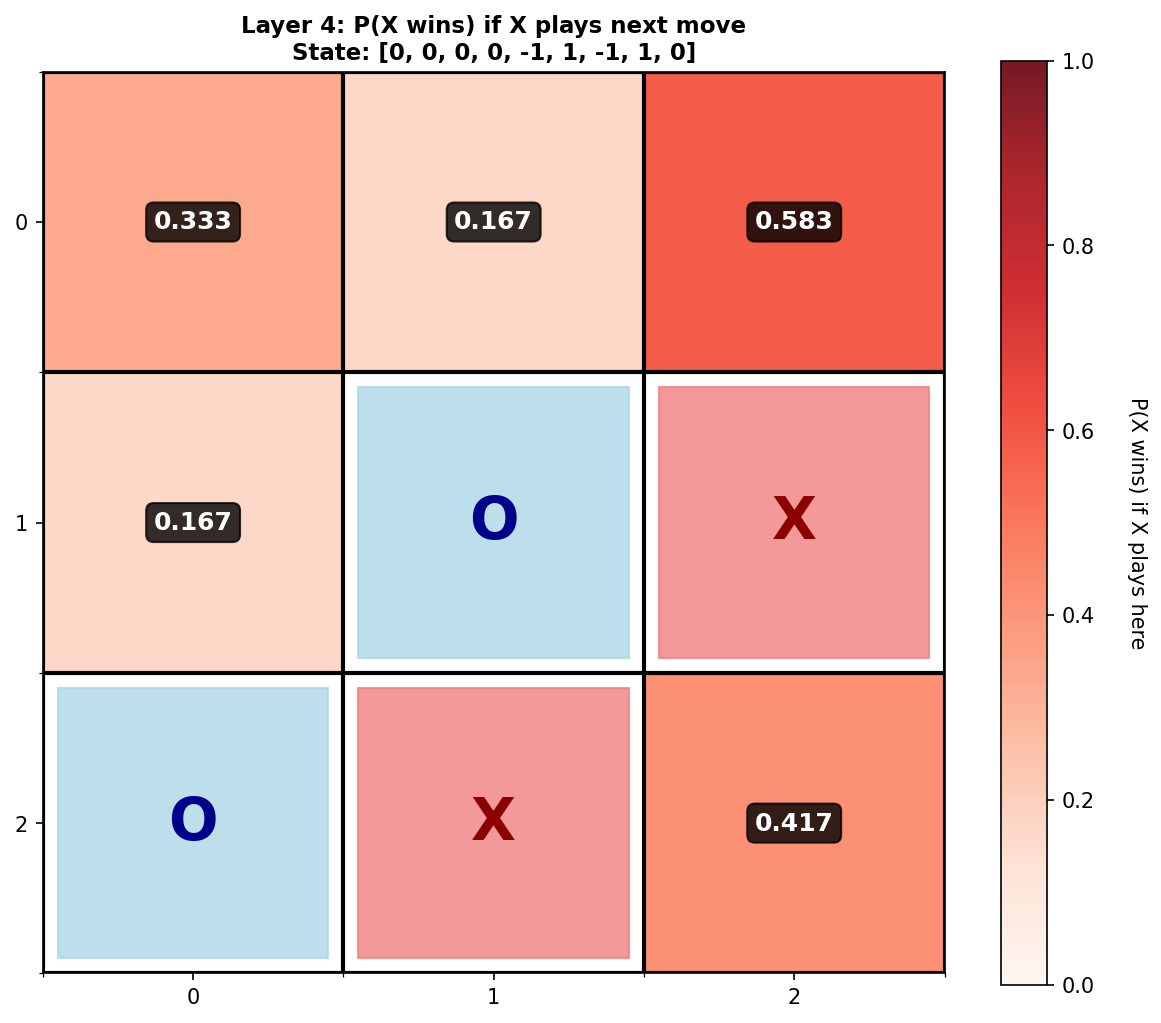 Layer 4: P(X wins) if X plays next move
State: [0, 0, 0, 0, -1, 1, -1, 1, 0]
0.333 0.167 0.583
0.167 O X
O X 0.417
0
1
2
0 1 2
1.0
0.8
0.6
0.4
0.2
0.0
P(X wins) if X plays here